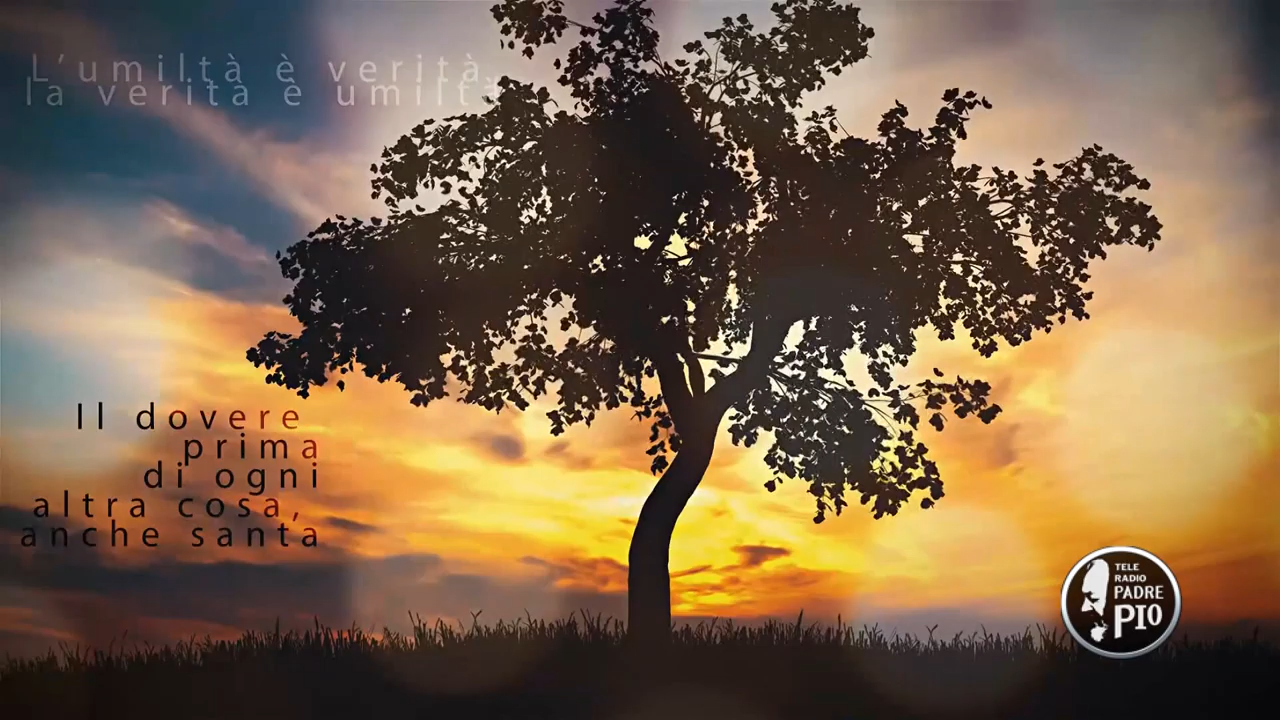 L'umiltà è verità,
la verità è umiltà
Il dovere
prima
di ogni
altra cosa,
anche santa
TELE
RADIO
PADRE
PIO